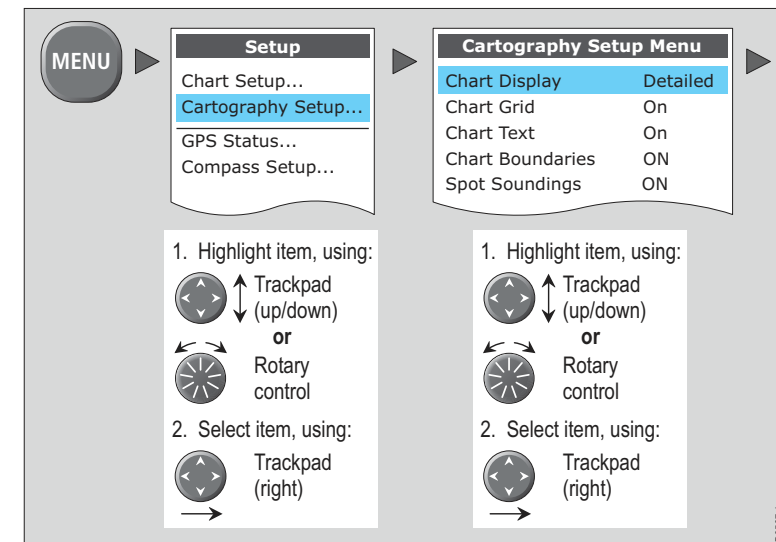 MENU
Setup
Chart Setup...
Cartography Setup...
GPS Status...
Compass Setup...
1. Highlight item, using:
Trackpad
(up/down)
or
Rotary
control
2. Select item, using:
Trackpad
(right)
Cartography Setup Menu
Chart Display Detailed
Chart Grid On
Chart Text On
Chart Boundaries ON
Spot Soundings ON
1. Highlight item, using:
Trackpad
(up/down)
or
Rotary
control
2. Select item, using:
Trackpad
(right)